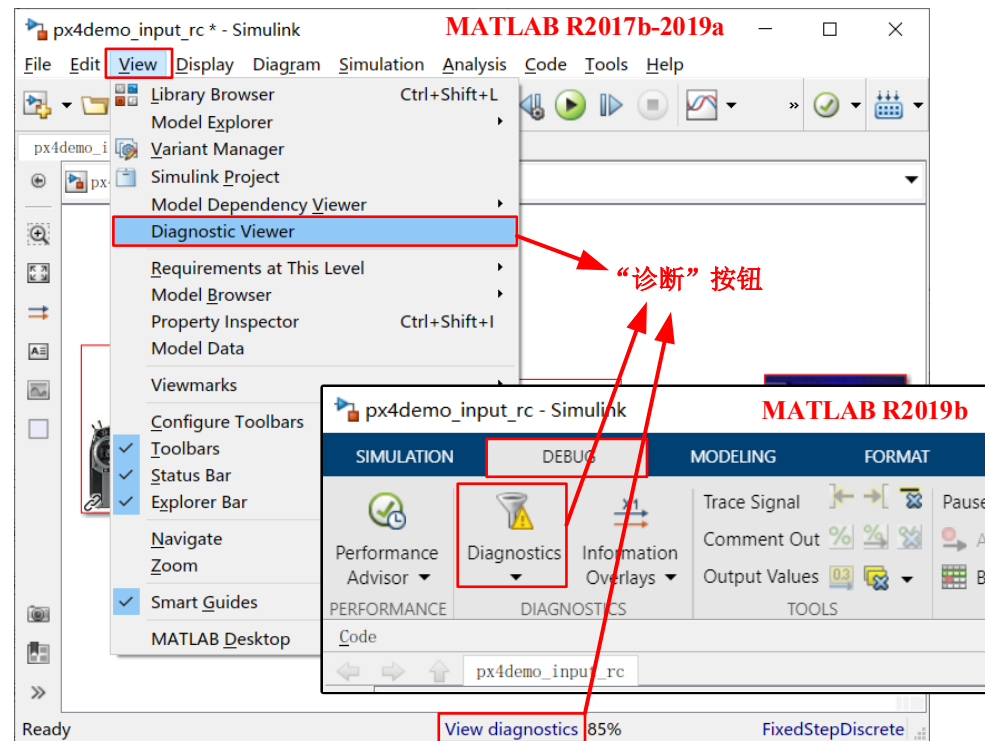 px4demo_input_rc * - Simulink
MATLAB R2017b-2019a
File Edit View Display Diagram Simulation Analysis Code Tools Help
Library Browser Ctrl+Shift+L
Model Explorer
»
px4demo_i
Variant Manager
Simulink Project
px
Model Dependency Viewer
Diagnostic Viewer
Requirements at This Level
“诊断”按钮
Model Browser
Property Inspector Ctrl+Shift+I
Model Data
Viewmarks
Configure Toolbars
Toolbars
Status Bar
Explorer Bar
Navigate
Zoom
Smart Guides
MATLAB Desktop
px4demo_input_rc - Simulink
MATLAB R2019b
SIMULATION DEBUG MODELING FORMAT
Performance Advisor
Diagnostics
Information Overlays
Trace Signal
Comment Out
Output Values
Pause
A
B
PERFORMANCE DIAGNOSTICS TOOLS
Code
px4demo_input_rc
Ready View diagnostics 85% FixedStepDiscrete